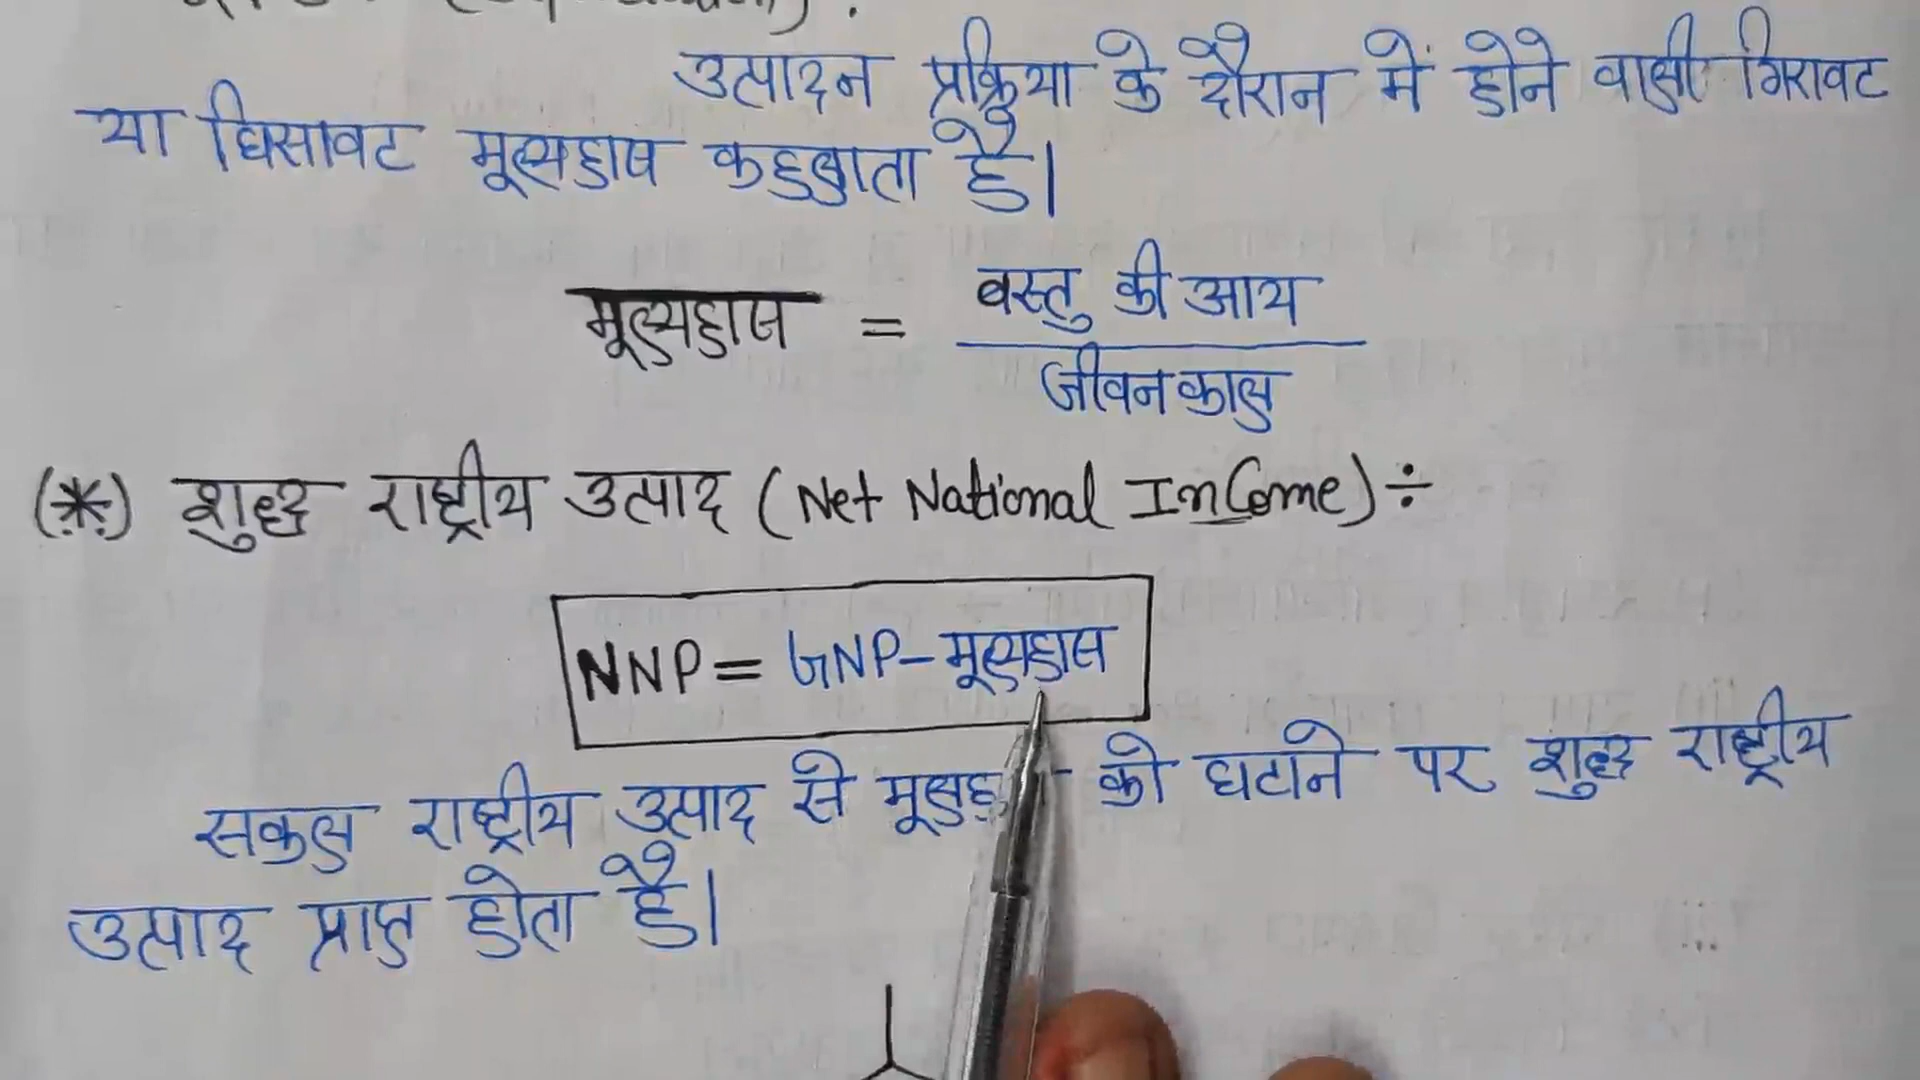 उत्पादन प्रक्रिया के दौरान में होने वाली गिरावट
या घिसावट मूल्यह्रास कहलाता है।
मूल्यह्रास = वस्तु की आय
जीवनकाल
(*) शुद्ध राष्ट्रीय उत्पाद (Net National InCome) ÷
NNP = GNP - मूल्यह्रास
सकल राष्ट्रीय उत्पाद से को घटाने पर शुद्ध राष्ट्रीय
उत्पाद प्राप्त होता है।